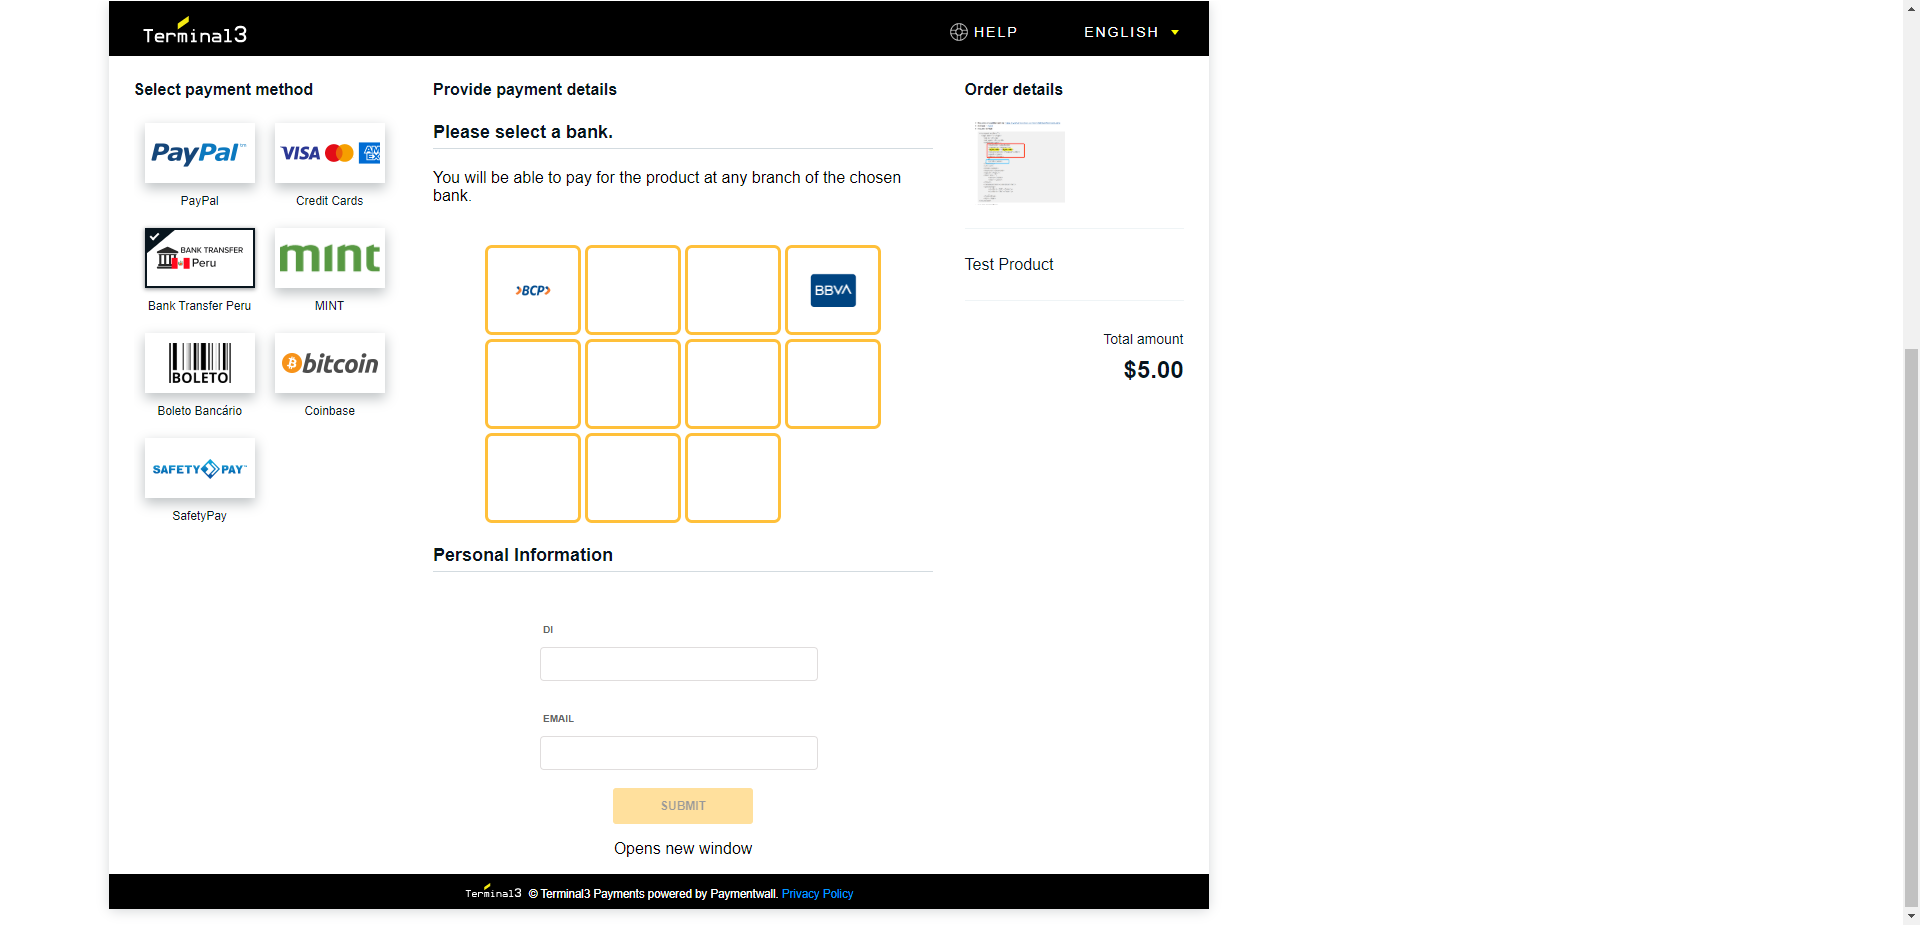 Terminal3
HELP
ENGLISH
Select payment method
PayPal™
PayPal
VISA
AMEX
Credit Cards
BANK TRANSFER
Peru
Bank Transfer Peru
mint
MINT
BOLETO
Boleto Bancário
bitcoin
Coinbase
SAFETY PAY™
SafetyPay
Provide payment details
Please select a bank.
You will be able to pay for the product at any branch of the chosen
bank.
BCP
BBVA
Personal Information
DI
EMAIL
SUBMIT
Opens new window
Order details
Test Product
Total amount
$5.00
Terminal3 © Terminal3 Payments powered by Paymentwall. Privacy Policy